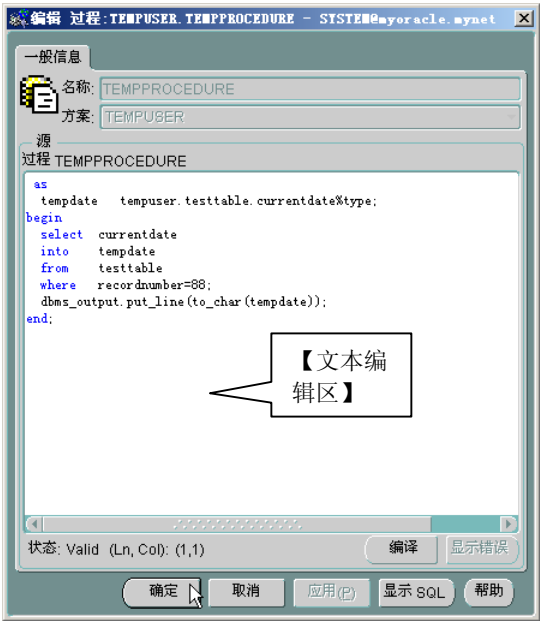 编辑 过程:TEMPUSER.TEMPPROCEDURE - SYSTEM@myoracle.mynet
一般信息
名称: TEMPPROCEDURE
方案: TEMPUSER
源
过程 TEMPPROCEDURE
as
tempdate tempuser.testtable.currentdate%type;
begin
select currentdate
into tempdate
from testtable
where recordnumber=88;
dbms_output.put_line(to_char(tempdate));
end;
【文本编
辑区】
状态: Valid (Ln, Col): (1,1) 编译 显示错误
确定 取消 应用(P) 显示 SQL 帮助